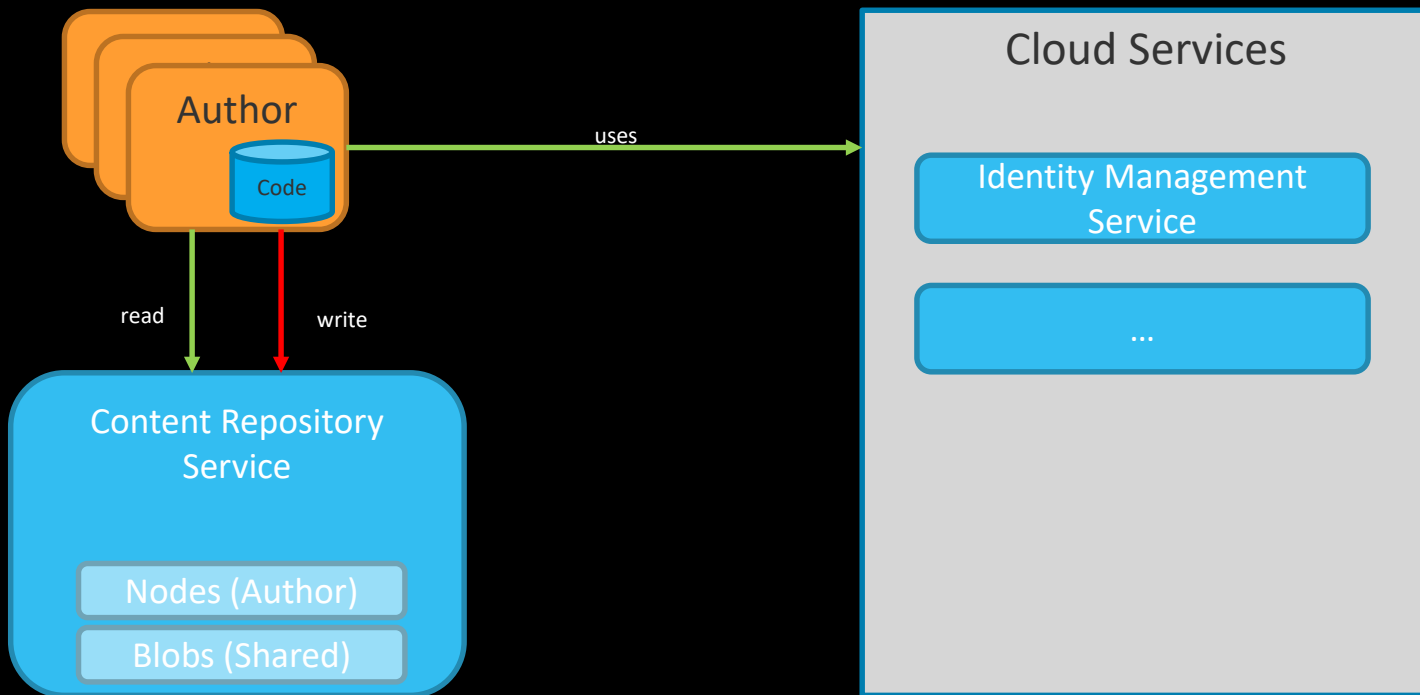 Author
Code
uses
Cloud Services
Identity Management
Service
...
read
write
Content Repository
Service
Nodes (Author)
Blobs (Shared)